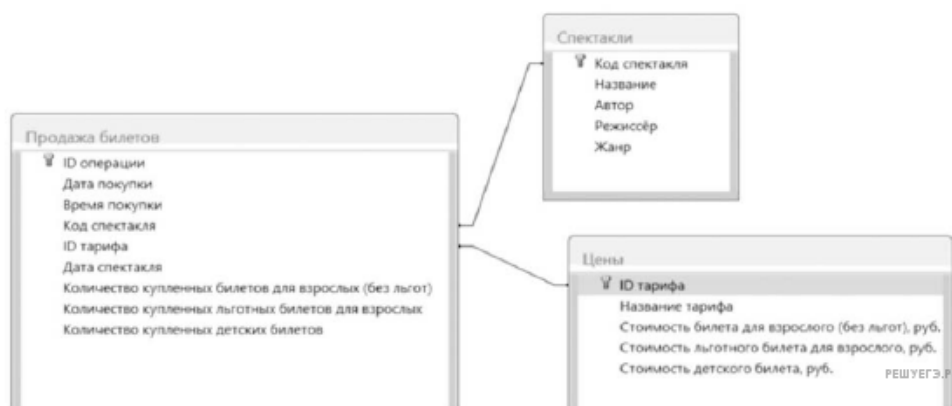 Спектакли
Код спектакля
Название
Автор
Режиссёр
Жанр
Продажа билетов
ID операции
Дата покупки
Время покупки
Код спектакля
ID тарифа
Дата спектакля
Количество купленных билетов для взрослых (без льгот)
Количество купленных льготных билетов для взрослых
Количество купленных детских билетов
Цены
ID тарифа
Название тарифа
Стоимость билета для взрослого (без льгот), руб.
Стоимость льготного билета для взрослого, руб.
Стоимость детского билета, руб.
РЕШУЕГЭ.Р